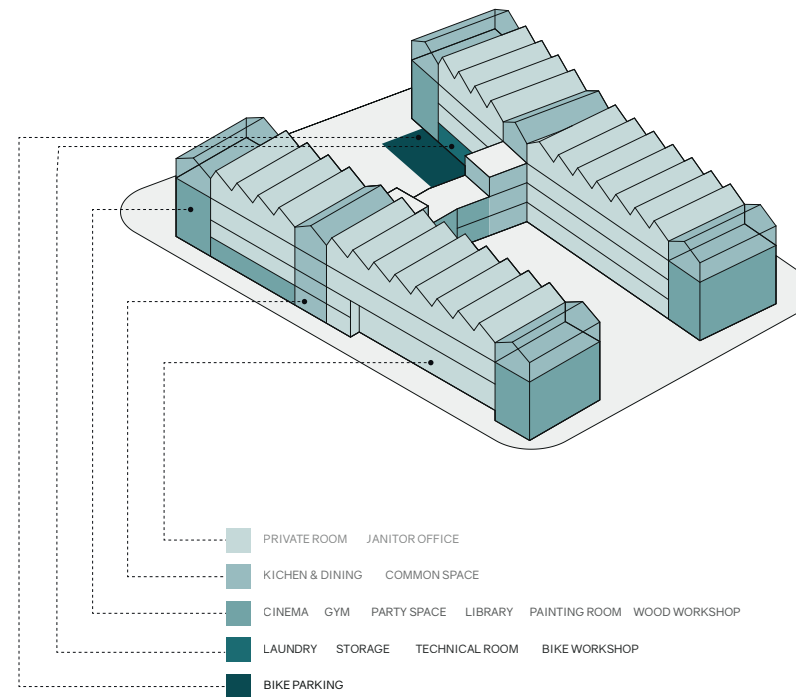 PRIVATE ROOM JANITOR OFFICE
KICHEN & DINING COMMON SPACE
CINEMA GYM PARTY SPACE LIBRARY PAINTING ROOM WOOD WORKSHOP
LAUNDRY STORAGE TECHNICAL ROOM BIKE WORKSHOP
BIKE PARKING